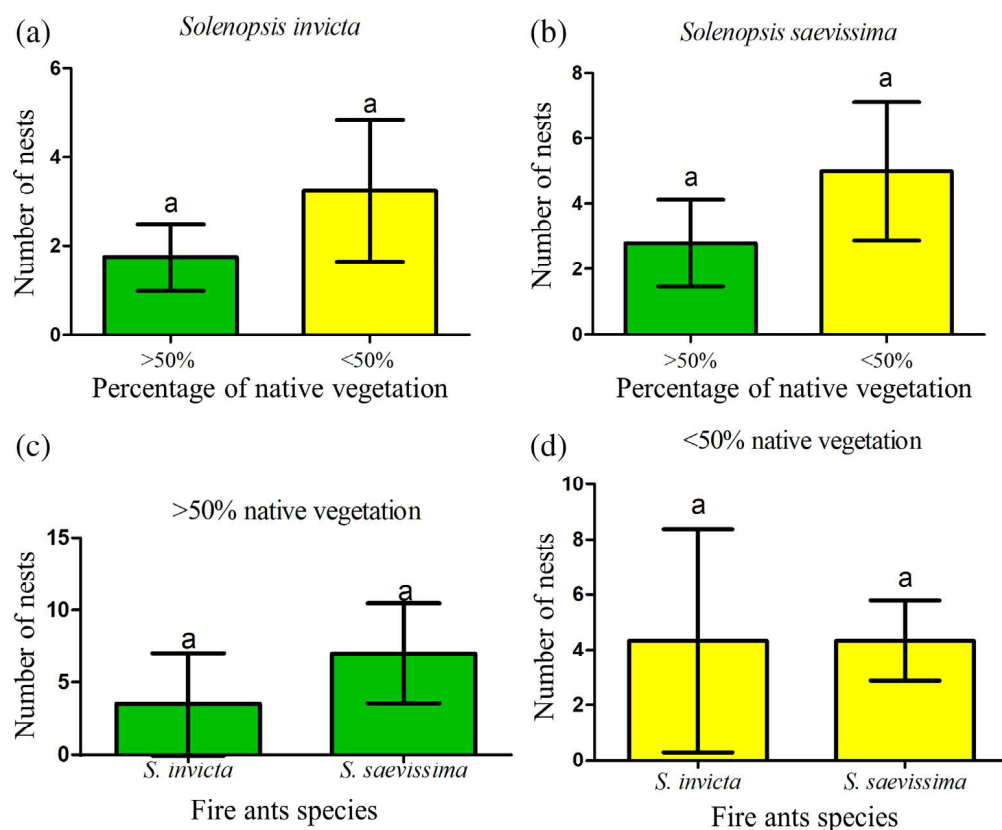 (a)
Solenopsis invicta
Number of nests
6
4
2
0
a
a
>50%
<50%
Percentage of native vegetation
(b)
Solenopsis saevissima
Number of nests
8
6
4
2
0
a
a
>50%
<50%
Percentage of native vegetation
(c)
>50% native vegetation
Number of nests
15
10
5
0
a
a
S. invicta
S. saevissima
Fire ants species
(d)
<50% native vegetation
Number of nests
10
8
6
4
2
0
a
a
S. invicta
S. saevissima
Fire ants species